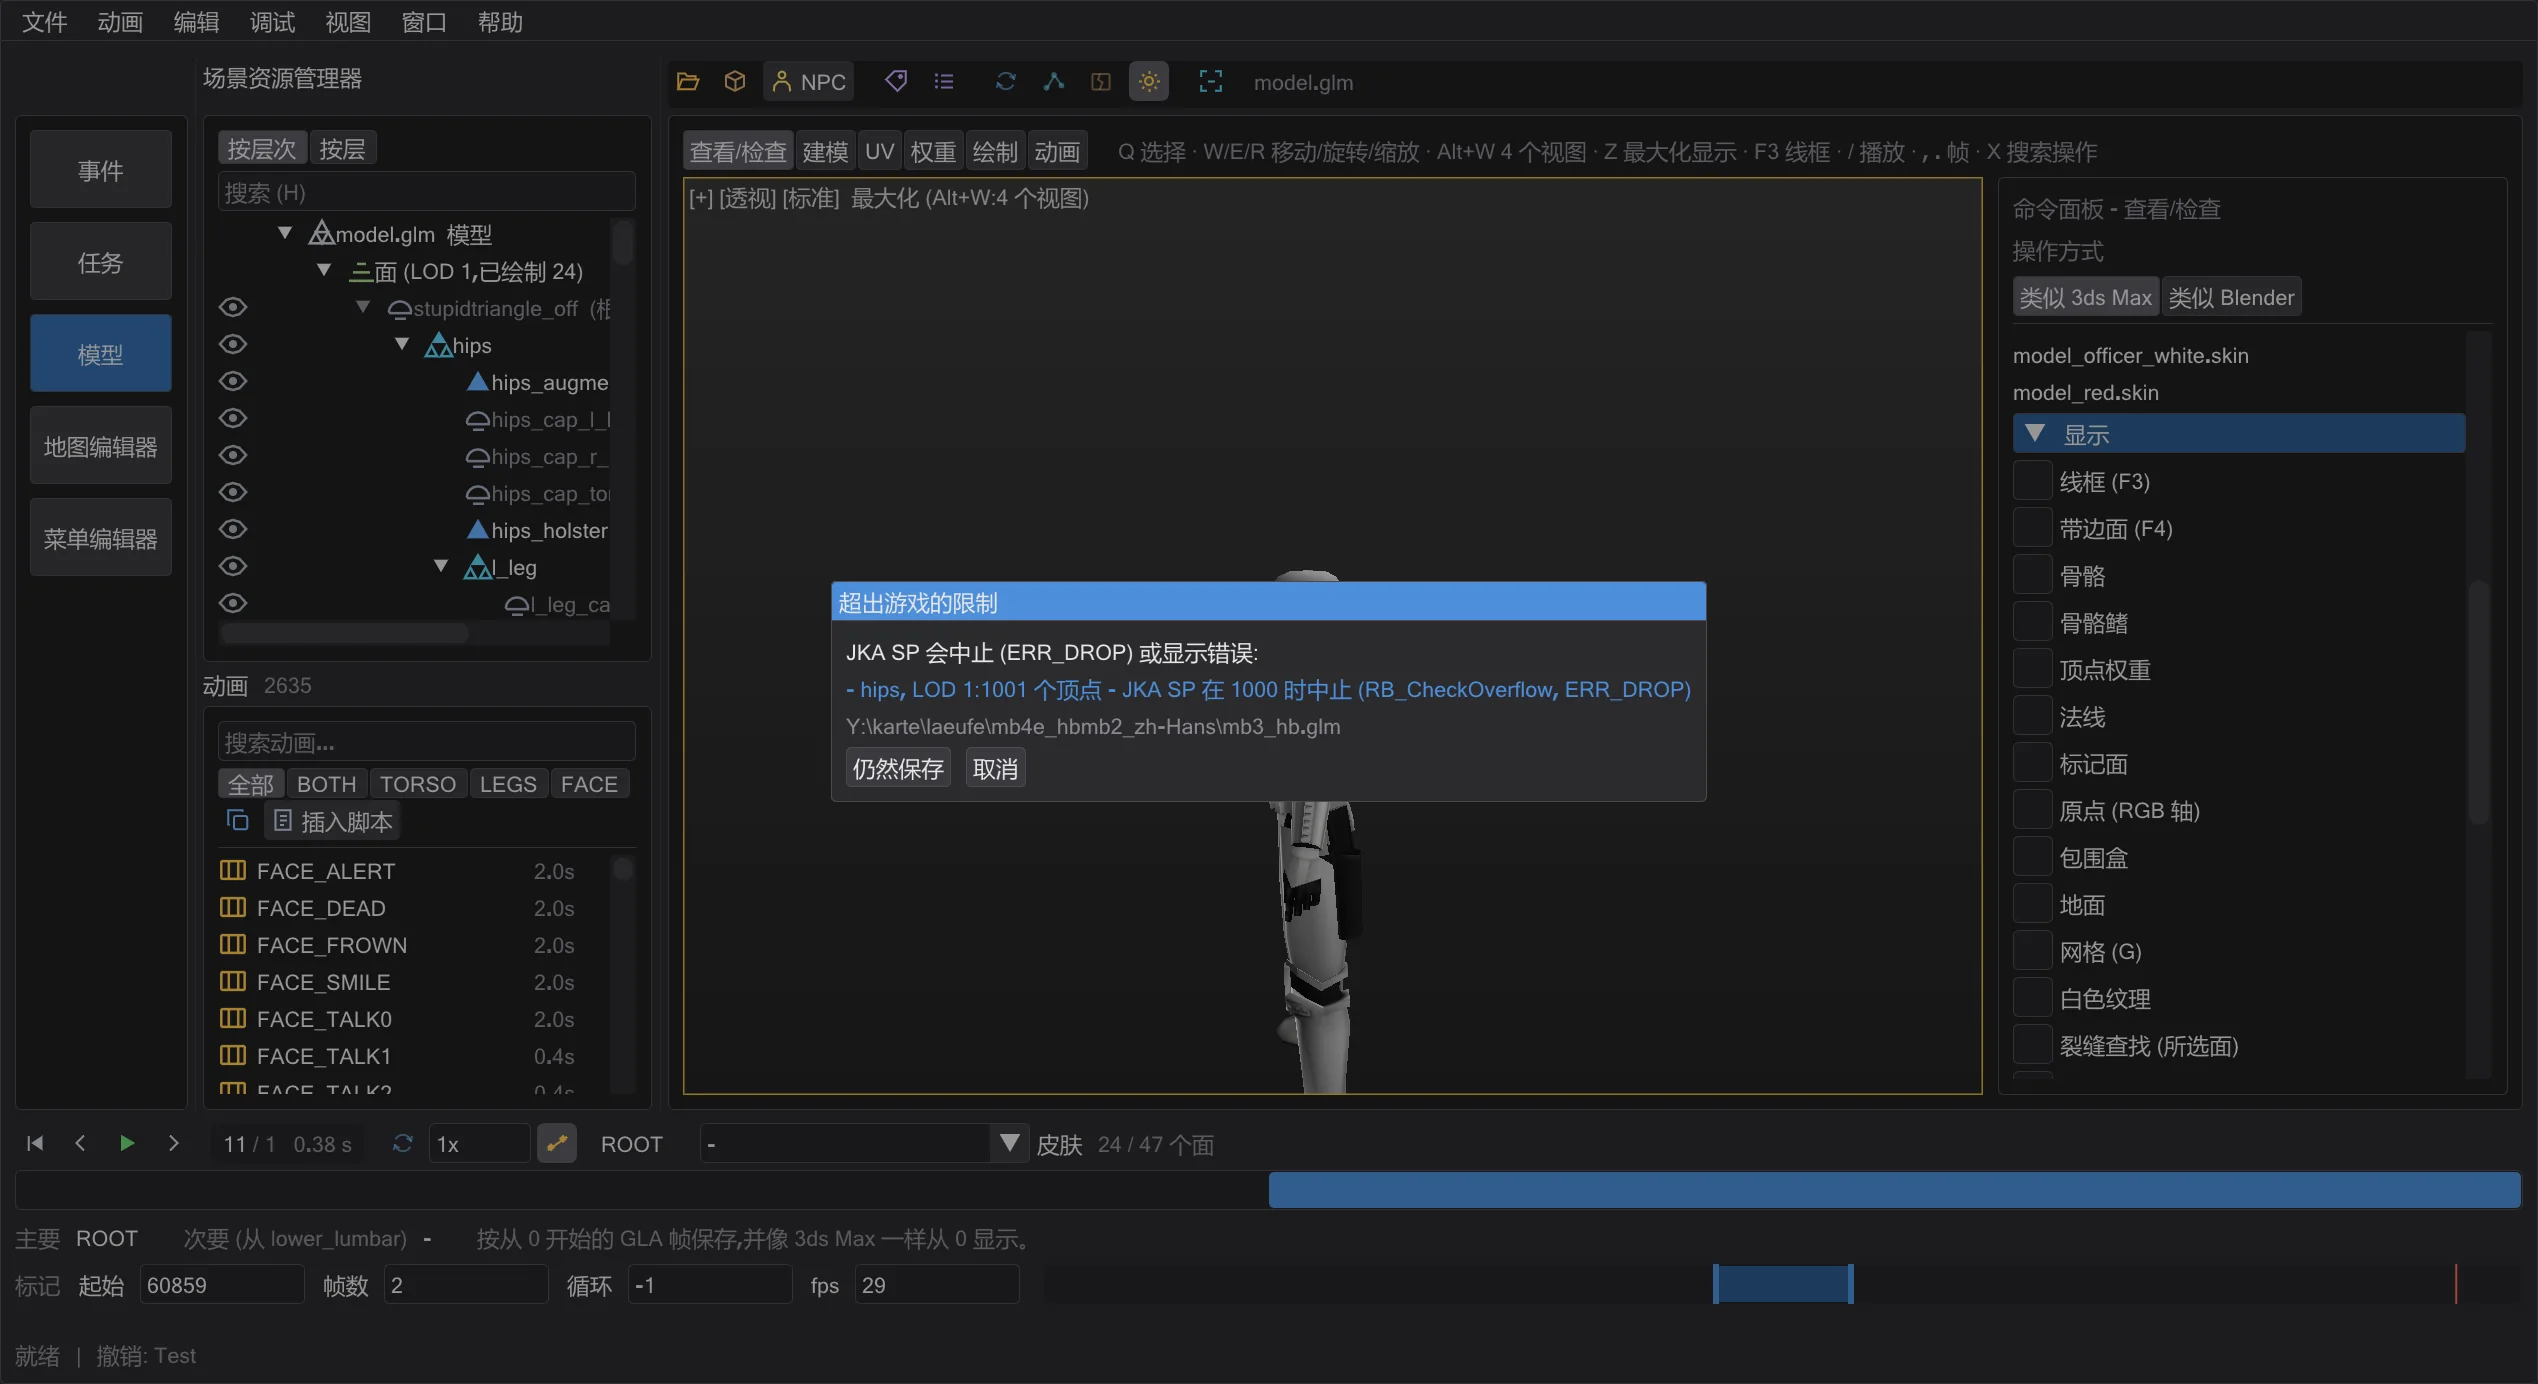 文件 动画 编辑 调试 视图 窗口 帮助
场景资源管理器
NPC model.glm
事件
任务
模型
地图编辑器
菜单编辑器
按层次 按层
搜索 (H)
model.glm 模型
面 (LOD 1,已绘制 24)
stupidtriangle_off (根
hips
hips_augme
hips_cap_l_l
hips_cap_r_
hips_cap_tor
hips_holster
l_leg
l_leg_ca
动画 2635
搜索动画...
全部 BOTH TORSO LEGS FACE
插入脚本
FACE_ALERT 2.0s
FACE_DEAD 2.0s
FACE_FROWN 2.0s
FACE_SMILE 2.0s
FACE_TALK0 2.0s
FACE_TALK1 0.4s
FACE_TALK2 0.4s
查看/检查 建模 UV 权重 绘制 动画 Q 选择 · W/E/R 移动/旋转/缩放 · Alt+W 4 个视图 · Z 最大化显示 · F3 线框 · / 播放 · , . 帧 · X 搜索操作
[+] [透视] [标准] 最大化 (Alt+W:4 个视图)
超出游戏的限制
JKA SP 会中止 (ERR_DROP) 或显示错误:
- hips, LOD 1:1001 个顶点 - JKA SP 在 1000 时中止 (RB_CheckOverflow, ERR_DROP)
Y:\karte\laeufe\mb4e_hbmb2_zh-Hans\mb3_hb.glm
仍然保存 取消
命令面板 - 查看/检查
操作方式
类似 3ds Max 类似 Blender
model_officer_white.skin
model_red.skin
显示
线框 (F3)
带边面 (F4)
骨骼
骨骼鳍
顶点权重
法线
标记面
原点 (RGB 轴)
包围盒
地面
网格 (G)
白色纹理
裂缝查找 (所选面)
11 / 1 0.38 s 1x ROOT - 皮肤 24 / 47 个面
主要 ROOT 次要 (从 lower_lumbar) - 按从 0 开始的 GLA 帧保存,并像 3ds Max 一样从 0 显示。
标记 起始 60859 帧数 2 循环 -1 fps 29
就绪 | 撤销: Test